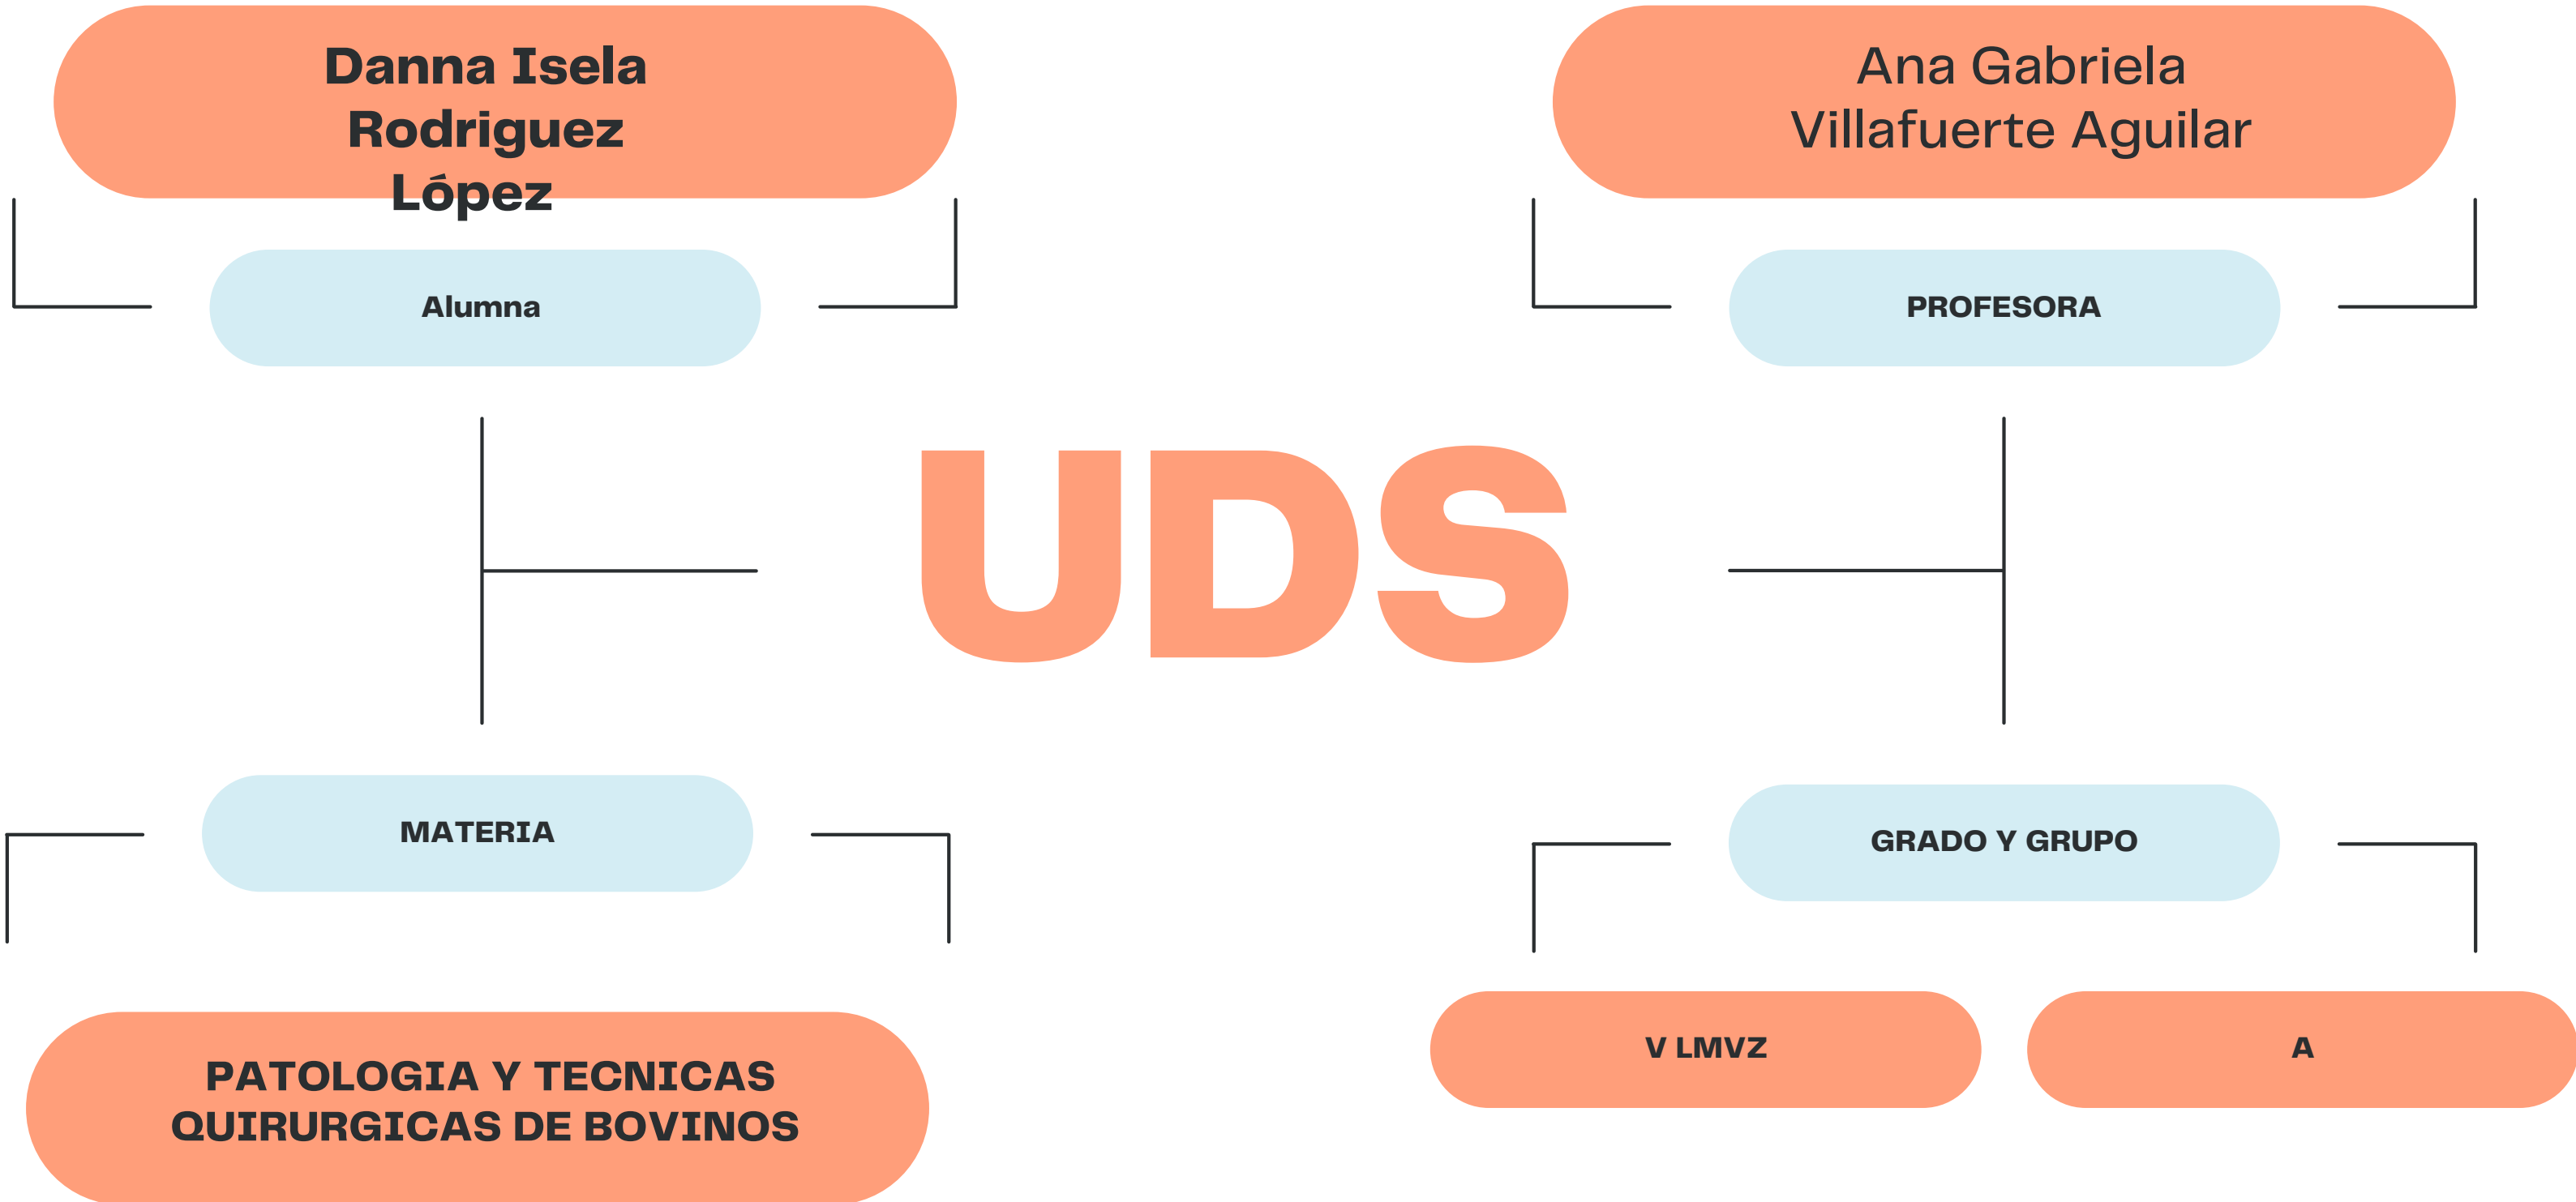 Danna Isela
Rodriguez
López
Alumna
Ana Gabriela
Villafuerte Aguilar
PROFESORA
UDS
MATERIA
PATOLOGIA Y TECNICAS
QUIRURGICAS DE BOVINOS
GRADO Y GRUPO
V LMVZ
A